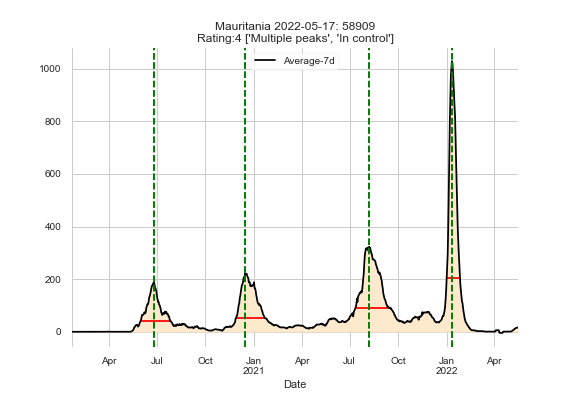 Mauritania 2022-05-17: 58909
Rating:4 ['Multiple peaks', 'In control']
Average-7d
1000
800
600
400
200
0
Apr
Jul
Oct
Jan
2021
Apr
Jul
Oct
Jan
2022
Apr
Date